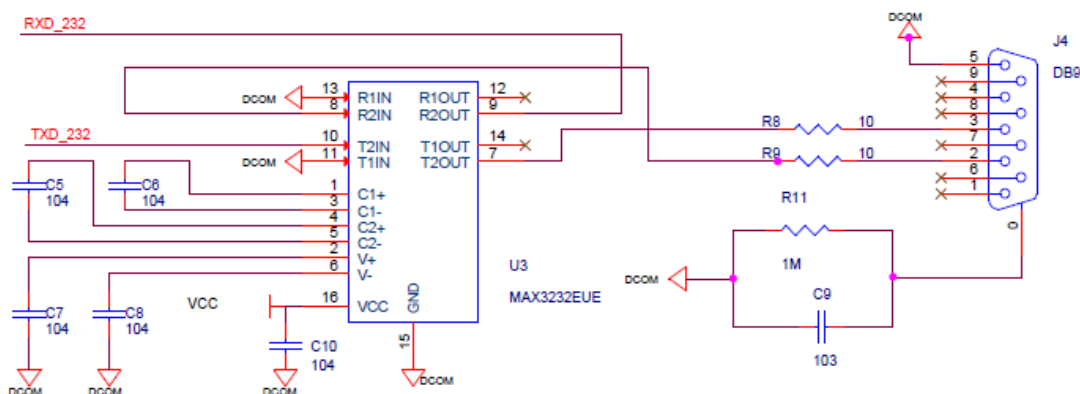 RXD_232
DCOM
J4
DB9
5
9
4
8
3
7
2
6
1
0
DCOM 13 R1IN R1OUT 12
8 R2IN R2OUT 9
TXD_232
10 T2IN T1OUT 14
DCOM 11 T1IN T2OUT 7
R8 10
R9 10
C5
104
C6
104
1 C1+
3 C1-
4 C2+
5 C2-
2 V+
6 V-
16 VCC
GND
15
U3
MAX3232EUE
VCC
C7
104
C8
104
C10
104
DCOM
DCOM
DCOM
DCOM
R11
1M
DCOM
C9
103